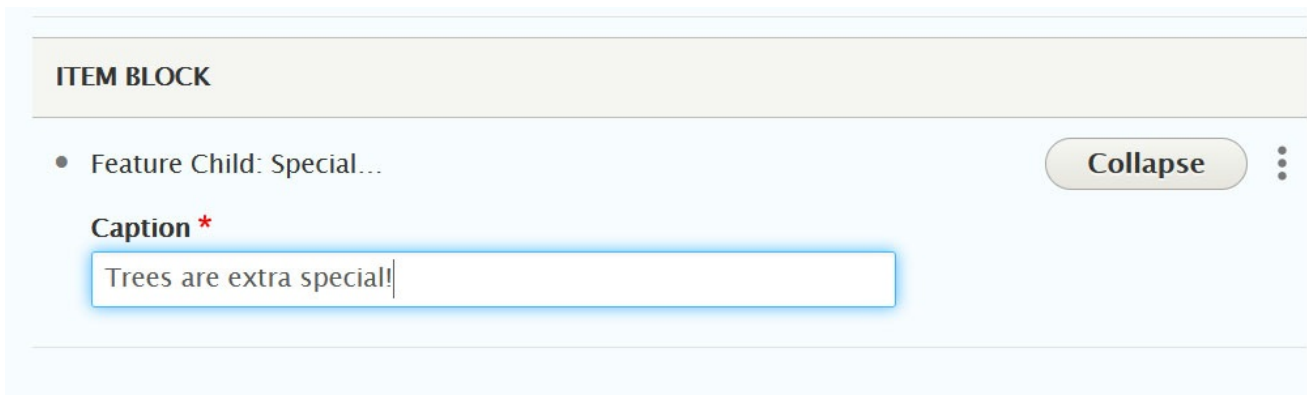 ITEM BLOCK
Feature Child: Special...
Collapse
Caption *
Trees are extra special!